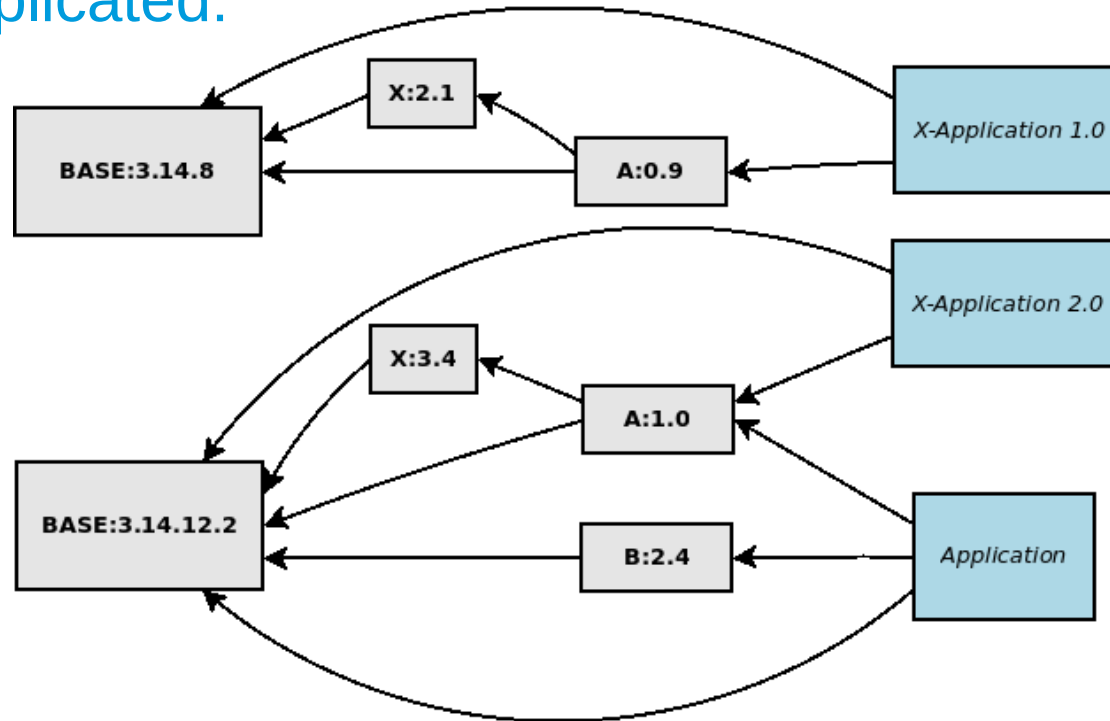 plicated.
X:2.1
X-Application 1.0
BASE:3.14.8
A:0.9
X-Application 2.0
X:3.4
A:1.0
BASE:3.14.12.2
B:2.4
Application